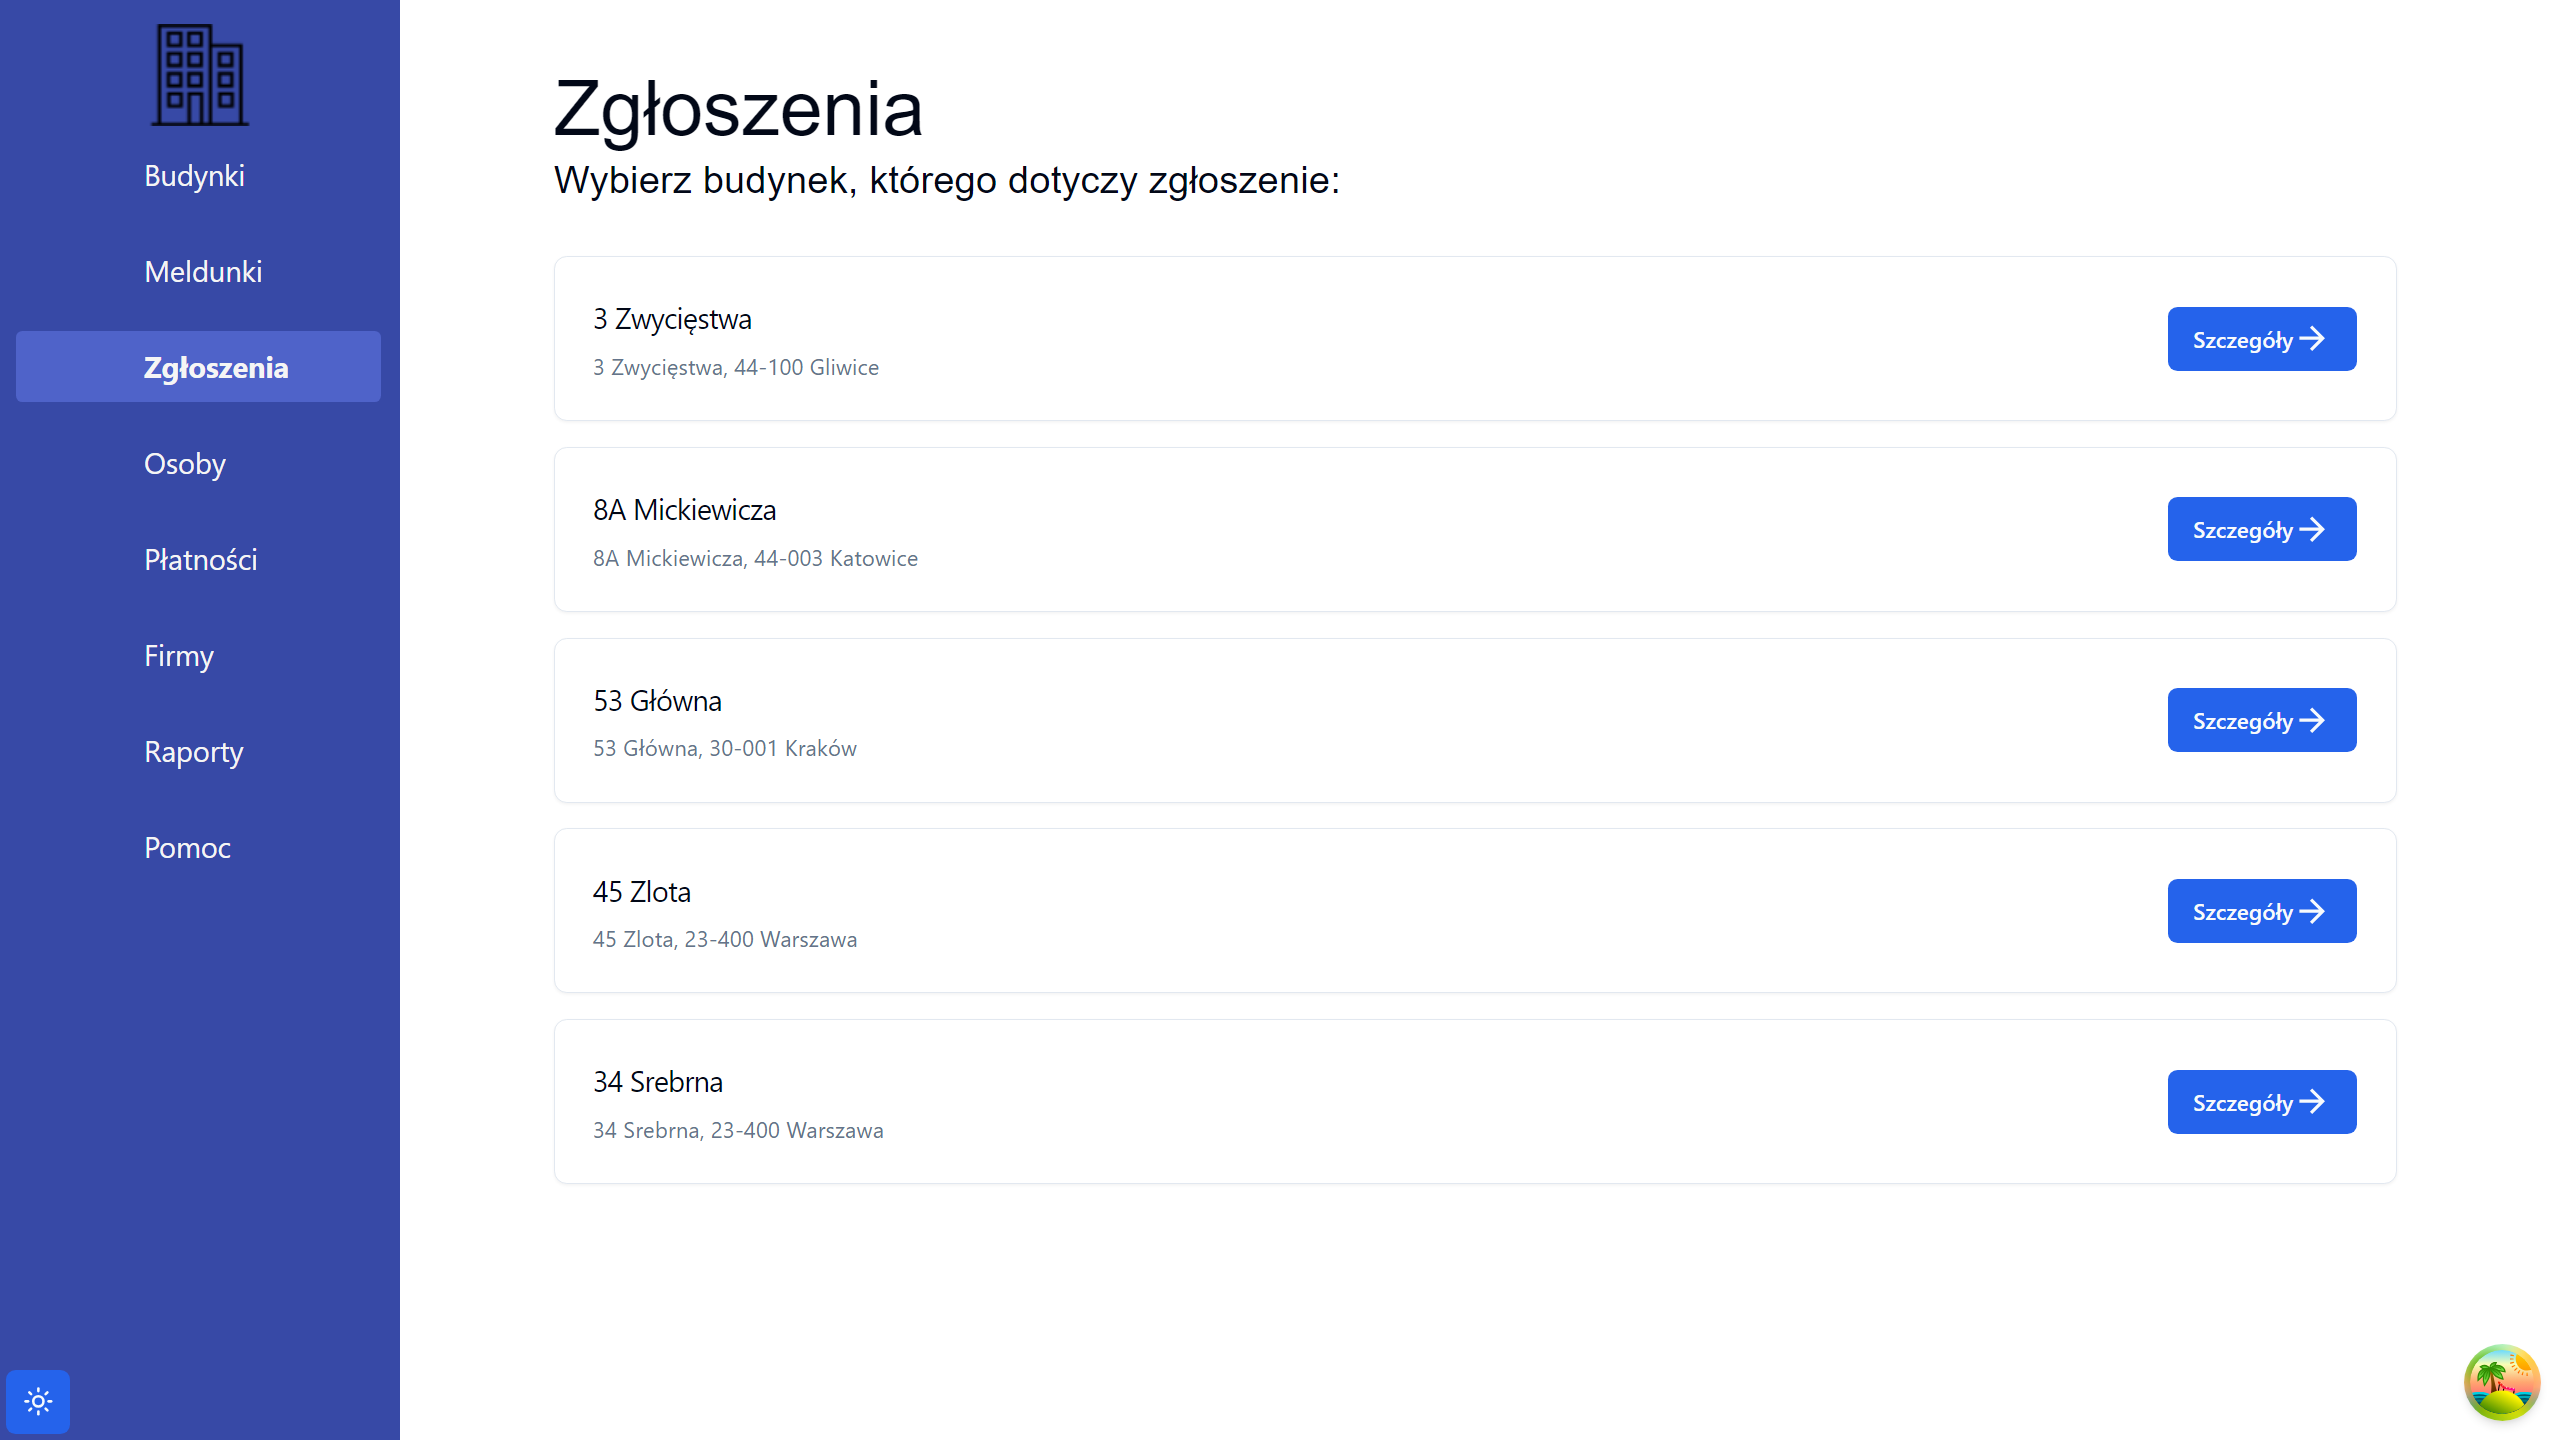 Budynki
Meldunki
Zgłoszenia
Osoby
Płatności
Firmy
Raporty
Pomoc
Zgłoszenia
Wybierz budynek, którego dotyczy zgłoszenie:
3 Zwycięstwa
3 Zwycięstwa, 44-100 Gliwice
Szczegóły
8A Mickiewicza
8A Mickiewicza, 44-003 Katowice
Szczegóły
53 Główna
53 Główna, 30-001 Kraków
Szczegóły
45 Zlota
45 Zlota, 23-400 Warszawa
Szczegóły
34 Srebrna
34 Srebrna, 23-400 Warszawa
Szczegóły